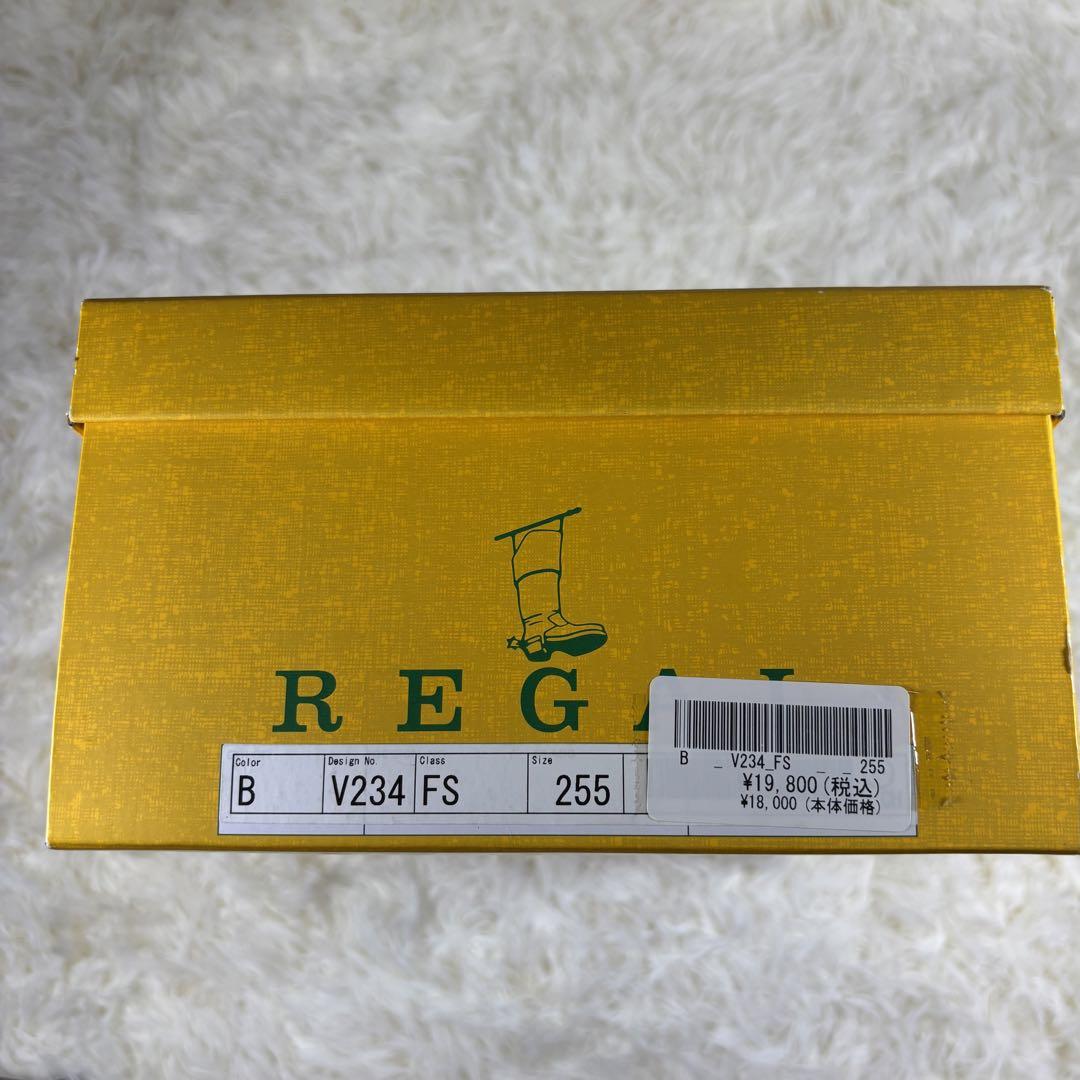 REGAL
Color Design No. Class Size
B V234 FS 255
B _ V234_FS _ _ 255
¥19,800(税込)
¥18,000 (本体価格)